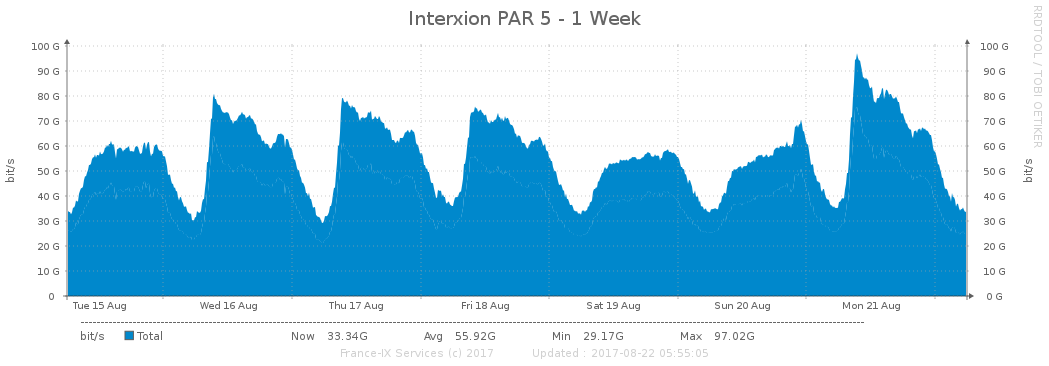 Interxion PAR 5 - 1 Week
RRDTOOL / TOBI OETIKER
bit/s
100 G
90 G
80 G
70 G
60 G
50 G
40 G
30 G
20 G
10 G
0
100 G
90 G
80 G
70 G
60 G
50 G
40 G
30 G
20 G
10 G
0 G
bit/s
Tue 15 Aug Wed 16 Aug Thu 17 Aug Fri 18 Aug Sat 19 Aug Sun 20 Aug Mon 21 Aug
bit/s Total Now 33.34G Avg 55.92G Min 29.17G Max 97.02G
France-IX Services (c) 2017 Updated : 2017-08-22 05:55:05